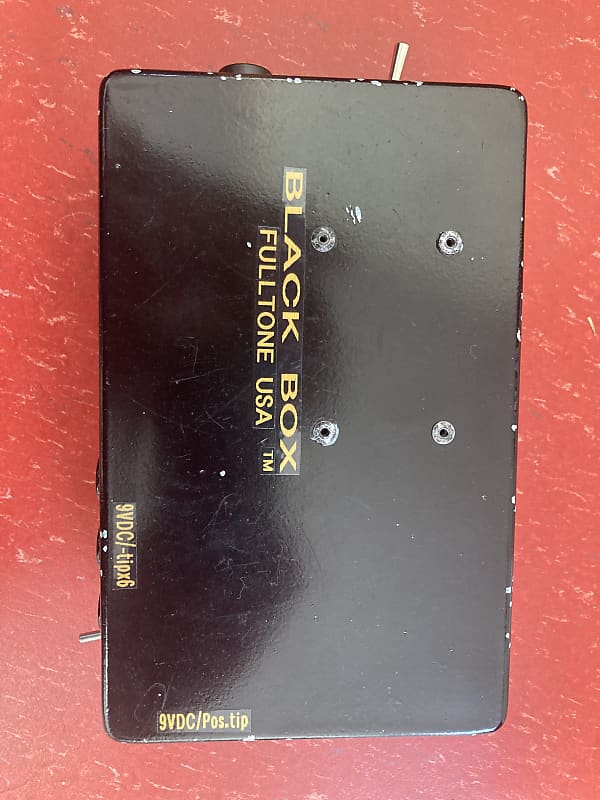 BLACK BOX
FULLTONE USA ™
9VDC/-tipx6
9VDC/Pos.tip